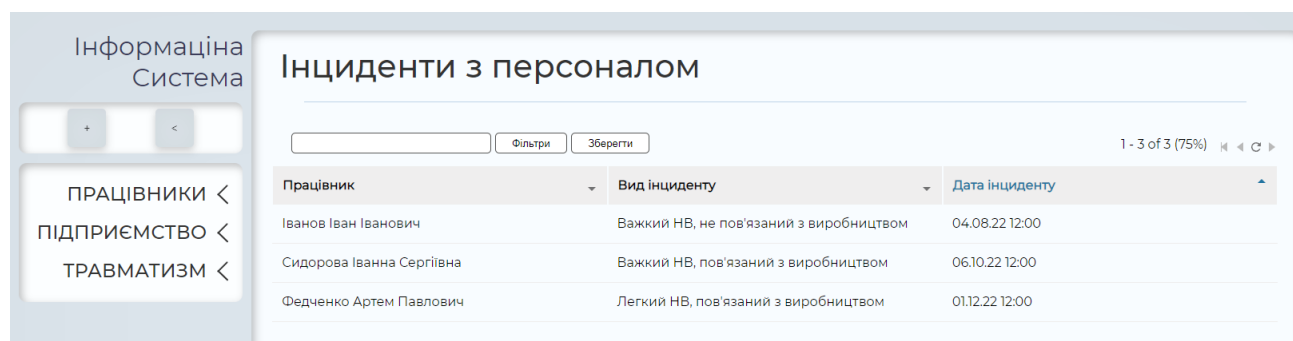 Інформаціна
Система
+ <
ПРАЦІВНИКИ
ПІДПРИЄМСТВО
ТРАВМАТИЗМ
Інциденти з персоналом
Фільтри Зберегти 1 - 3 of 3 (75%)
Працівник Вид інциденту Дата інциденту
Іванов Іван Іванович Важкий НВ, не пов'язаний з виробництвом 04.08.22 12:00
Сидорова Іванна Сергіївна Важкий НВ, пов'язаний з виробництвом 06.10.22 12:00
Федченко Артем Павлович Легкий НВ, пов'язаний з виробництвом 01.12.22 12:00